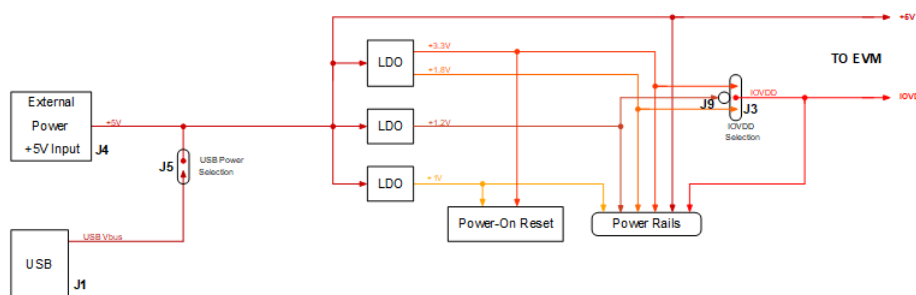 +5V
+3.3V
LDO
+1.8V
TO EVM
External
Power
+5V Input
J4
+5V
J5
USB Power
Selection
LDO
+1.2V
J9
IOVDD
J3
IOVDD
Selection
IOVD
LDO
+1V
Power-On Reset
Power Rails
USB Vbus
USB
J1